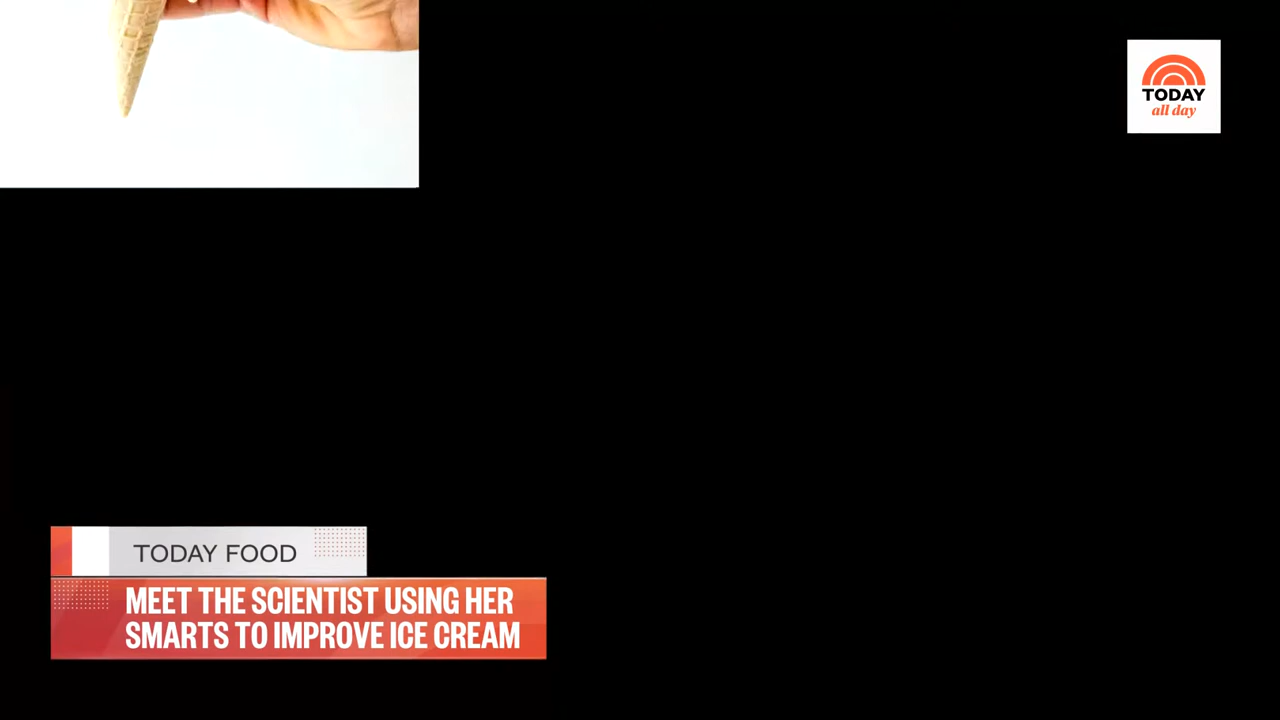 TODAY
all day
TODAY FOOD
MEET THE SCIENTIST USING HER
SMARTS TO IMPROVE ICE CREAM